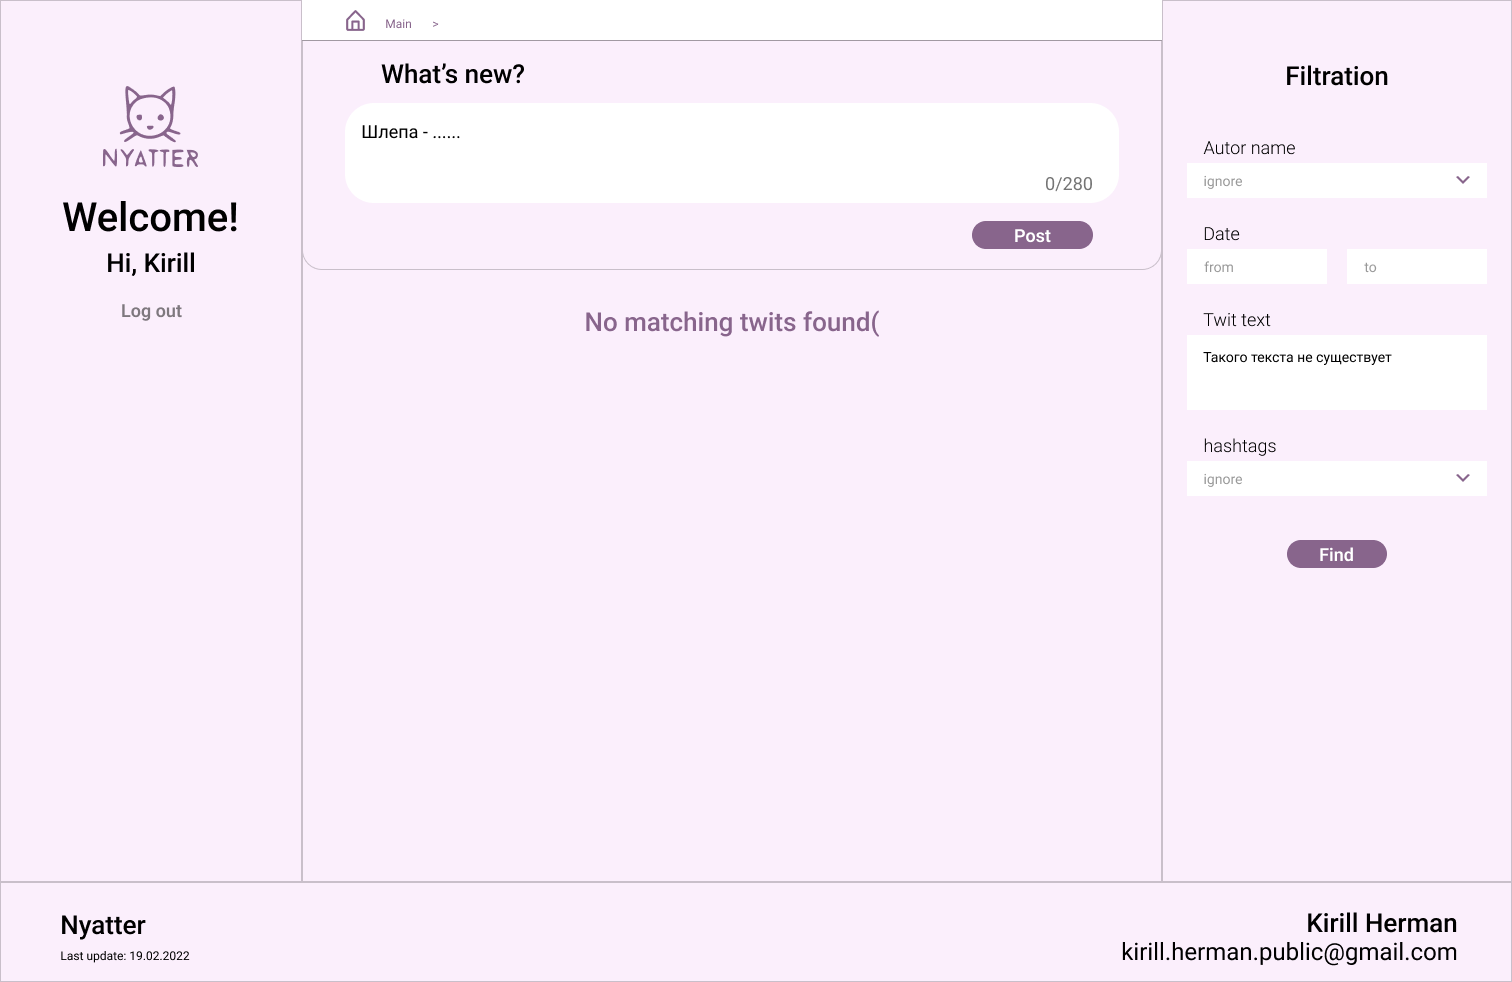 Main >
NYATTER
Welcome!
Hi, Kirill
Log out
What's new?
Шлепа - ......
0/280
Post
No matching twits found(
Filtration
Autor name
ignore
Date
from to
Twit text
Такого текста не существует
hashtags
ignore
Find
Nyatter
Last update: 19.02.2022
Kirill Herman
kirill.herman.public@gmail.com